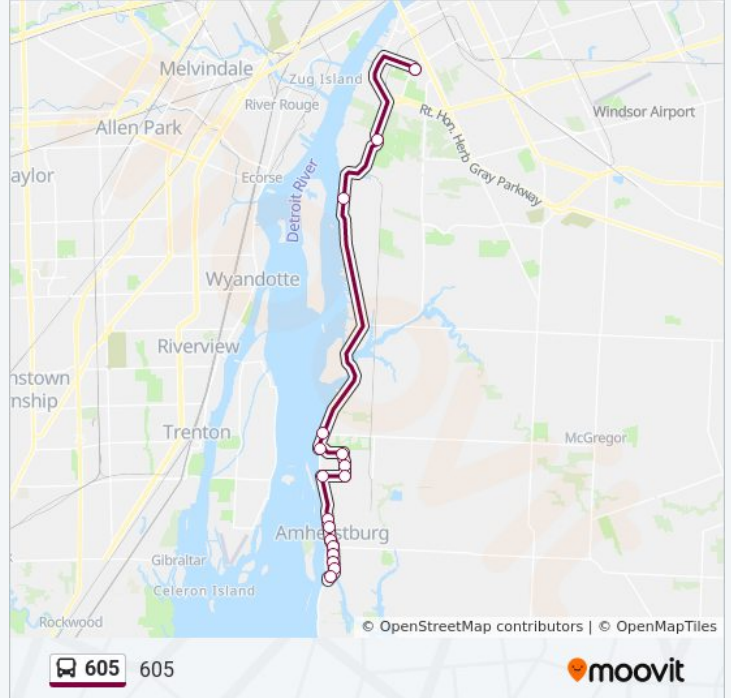 Melvindale
Zug Island
River Rouge
Windsor Airport
Allen Park
Rt. Hon. Herb Gray Parkway
aylor
Ecorse
Detroit River
Wyandotte
Riverview
nstown
nship
Trenton
McGregor
Amherstburg
Gibraltar
Celeron Island
Rockwood
© OpenStreetMap contributors | © OpenMapTiles
605 605
moovit